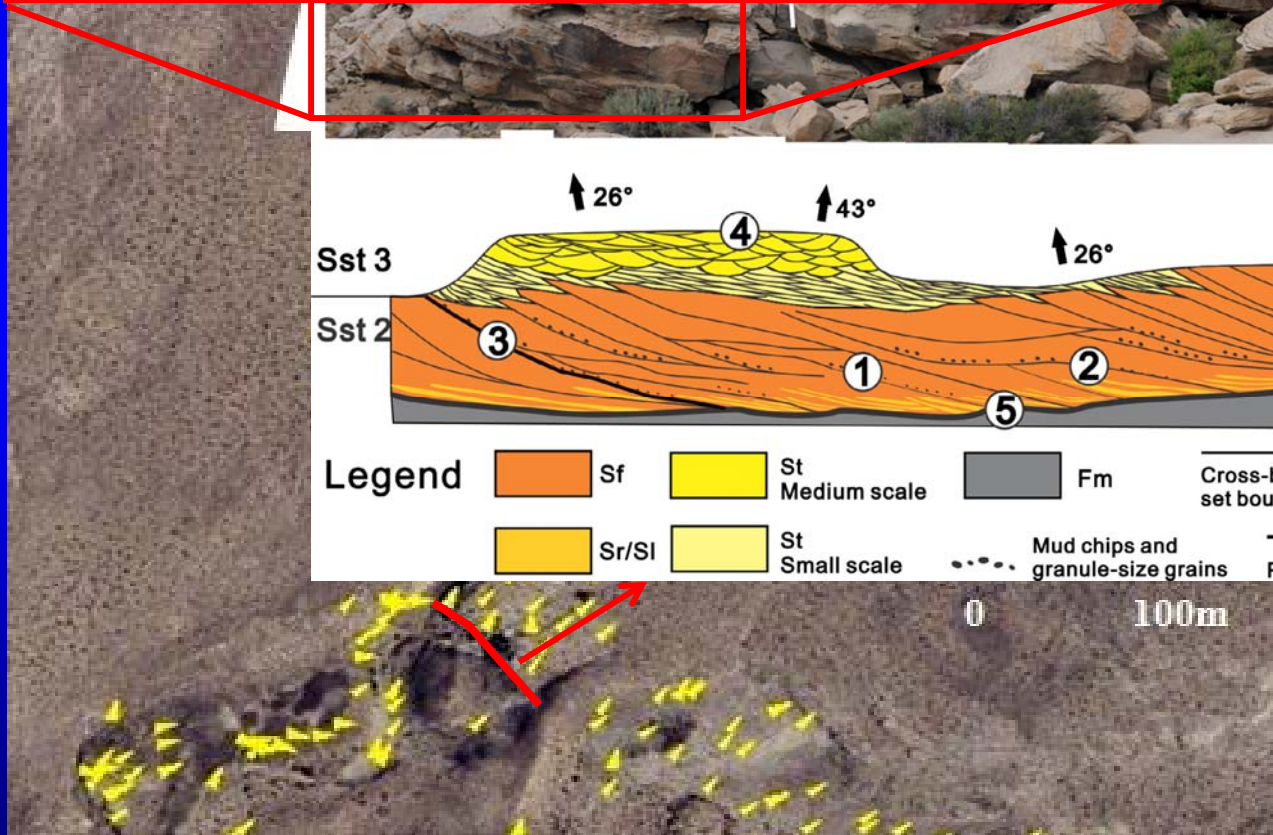 26°
43°
4
Sst 3
26°
Sst 2
3
2
1
5
Legend
Sf
St
Medium scale
Fm
Sr/Sl
St
Small scale
Mud chips and
granule-size grains
0 100m